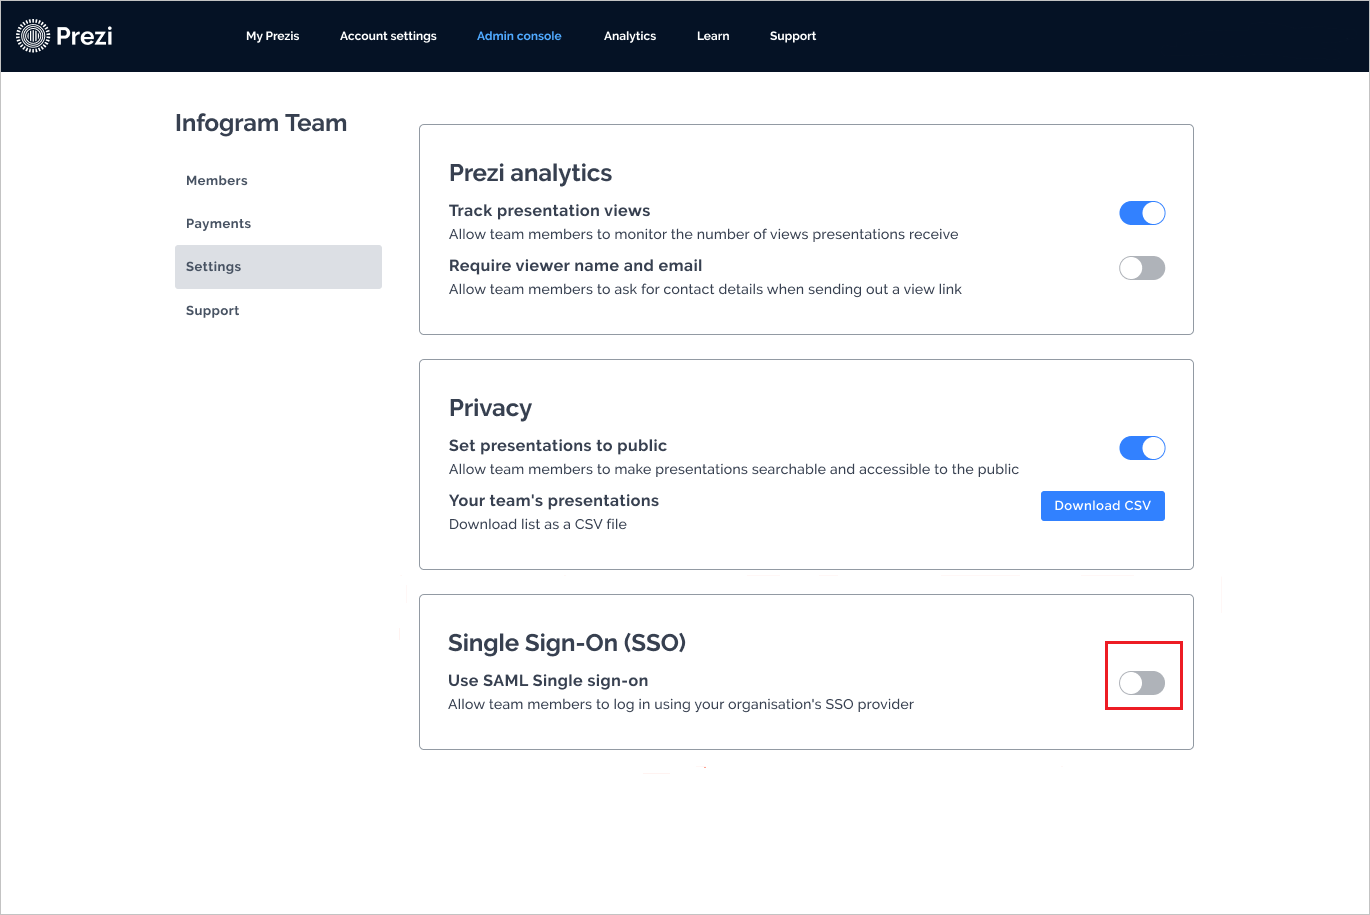 Prezi
My Prezis
Account settings
Admin console
Analytics
Learn
Support
Infogram Team
Members
Payments
Settings
Support
Prezi analytics
Track presentation views
Allow team members to monitor the number of views presentations receive
Require viewer name and email
Allow team members to ask for contact details when sending out a view link
Privacy
Set presentations to public
Allow team members to make presentations searchable and accessible to the public
Your team's presentations
Download list as a CSV file
Download CSV
Single Sign-On (SSO)
Use SAML Single sign-on
Allow team members to log in using your organisation's SSO provider